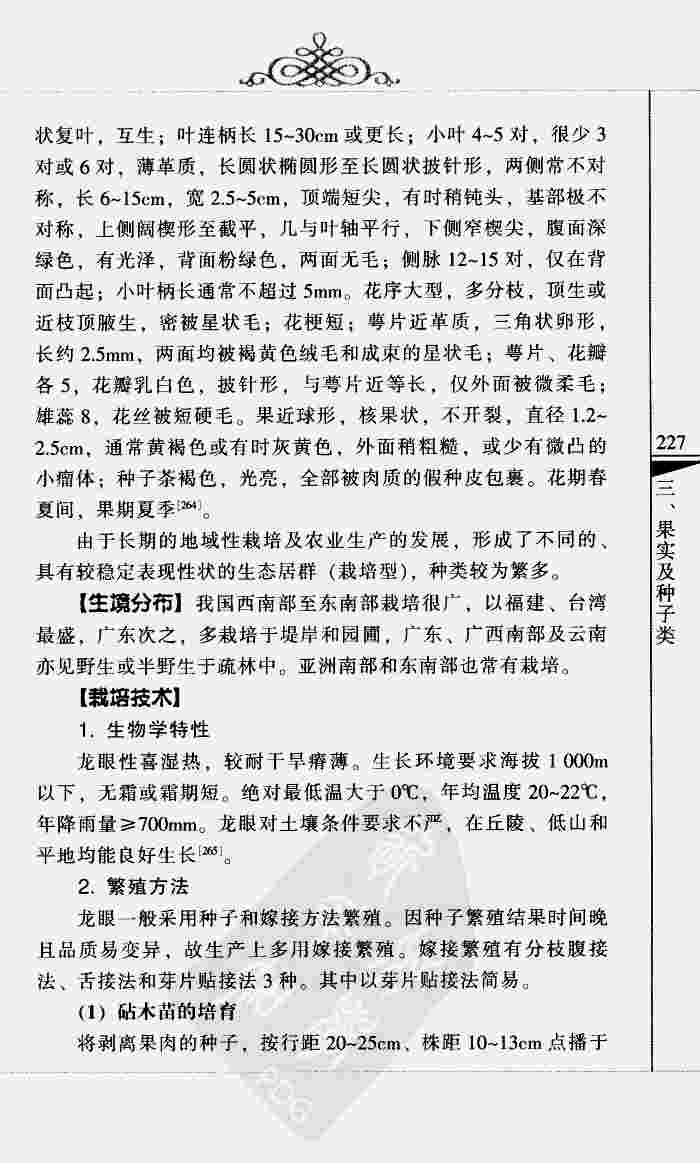 状复叶，互生；叶连柄长 15~30cm 或更长；小叶 4~5 对，很少 3
对或 6 对，薄革质，长圆状椭圆形至长圆状披针形，两侧常不对
称，长 6~15cm，宽 2.5~5cm，顶端短尖，有时稍钝头，基部极不
对称，上侧阔楔形至截平，几与叶轴平行，下侧窄楔尖，腹面深
绿色，有光泽，背面粉绿色，两面无毛；侧脉 12~15 对，仅在背
面凸起；小叶柄长通常不超过 5mm。花序大型，多分枝，顶生或
近枝顶腋生，密被星状毛；花梗短；萼片近革质，三角状卵形，
长约 2.5mm，两面均被褐黄色绒毛和成束的星状毛；萼片、花瓣
各 5，花瓣乳白色，披针形，与萼片近等长，仅外面被微柔毛；
雄蕊 8，花丝被短硬毛。果近球形，核果状，不开裂，直径 1.2~
2.5cm，通常黄褐色或有时灰黄色，外面稍粗糙，或少有微凸的
小瘤体；种子茶褐色，光亮，全部被肉质的假种皮包裹。花期春
夏间，果期夏季[264]。
由于长期的地域性栽培及农业生产的发展，形成了不同的、
具有较稳定表现性状的生态居群（栽培型），种类较为繁多。
【生境分布】我国西南部至东南部栽培很广，以福建、台湾
最盛，广东次之，多栽培于堤岸和园圃，广东、广西南部及云南
亦见野生或半野生于疏林中。亚洲南部和东南部也常有栽培。
【栽培技术】
1. 生物学特性
龙眼性喜湿热，较耐干旱瘠薄。生长环境要求海拔 1 000m
以下，无霜或霜期短。绝对最低温大于 0℃，年均温度 20~22℃，
年降雨量≥700mm。龙眼对土壤条件要求不严，在丘陵、低山和
平地均能良好生长[265]。
2. 繁殖方法
龙眼一般采用种子和嫁接方法繁殖。因种子繁殖结果时间晚
且品质易变异，故生产上多用嫁接繁殖。嫁接繁殖有分枝腹接
法、舌接法和芽片贴接法 3 种。其中以芽片贴接法简易。
（1）砧木苗的培育
将剥离果肉的种子，按行距 20~25cm、株距 10~13cm 点播于
227
三、果实及种子类
PDG